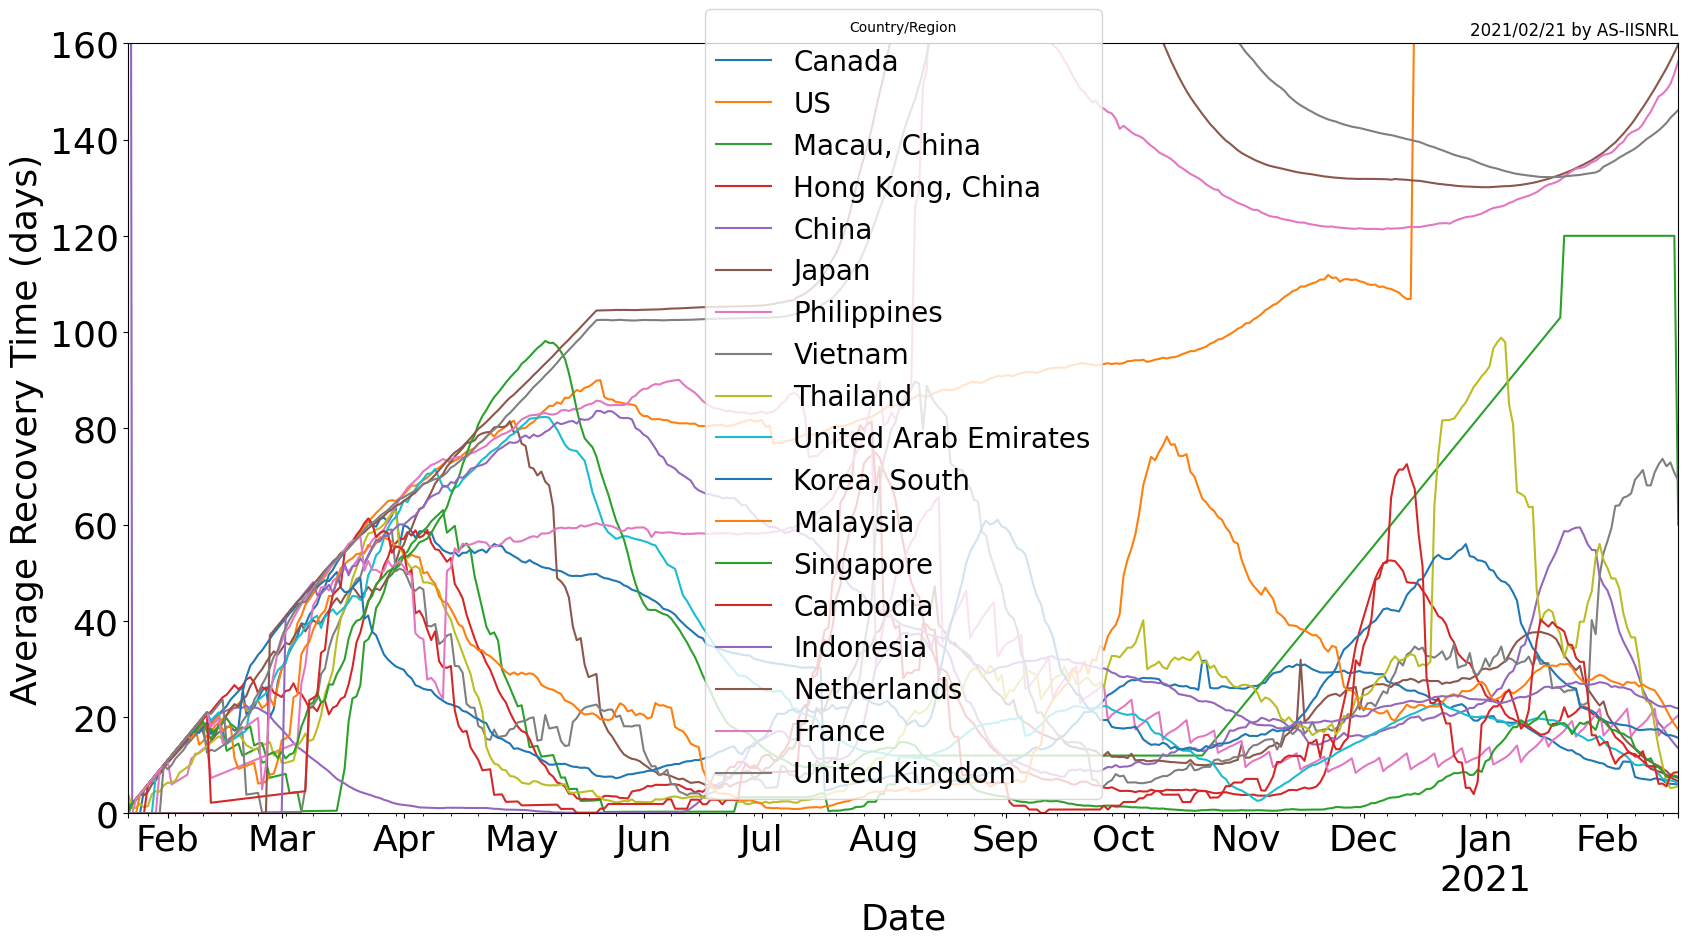 Country/Region
2021/02/21 by AS-IISNRL
160
140
120
100
80
60
40
20
0
Average Recovery Time (days)
Canada
US
Macau, China
Hong Kong, China
China
Japan
Philippines
Vietnam
Thailand
United Arab Emirates
Korea, South
Malaysia
Singapore
Cambodia
Indonesia
Netherlands
France
United Kingdom
Feb Mar Apr May Jun Jul Aug Sep Oct Nov Dec Jan Feb
2021
Date